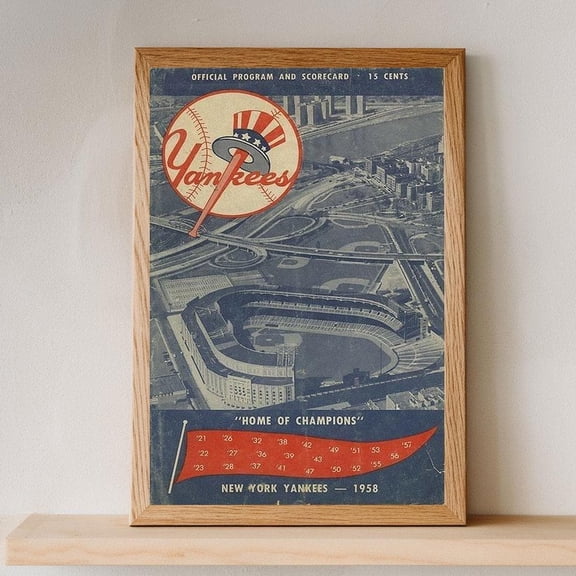 OFFICIAL PROGRAM AND SCORECARD · 15 CENTS
Yankees
"HOME OF CHAMPIONS"
'21 '26 '32 '38 '42 '49 '51 '53 '57
'22 '27 '36 '39 '43 '50 '52 '55 '56
'23 '28 '37 '41 '47
NEW YORK YANKEES — 1958